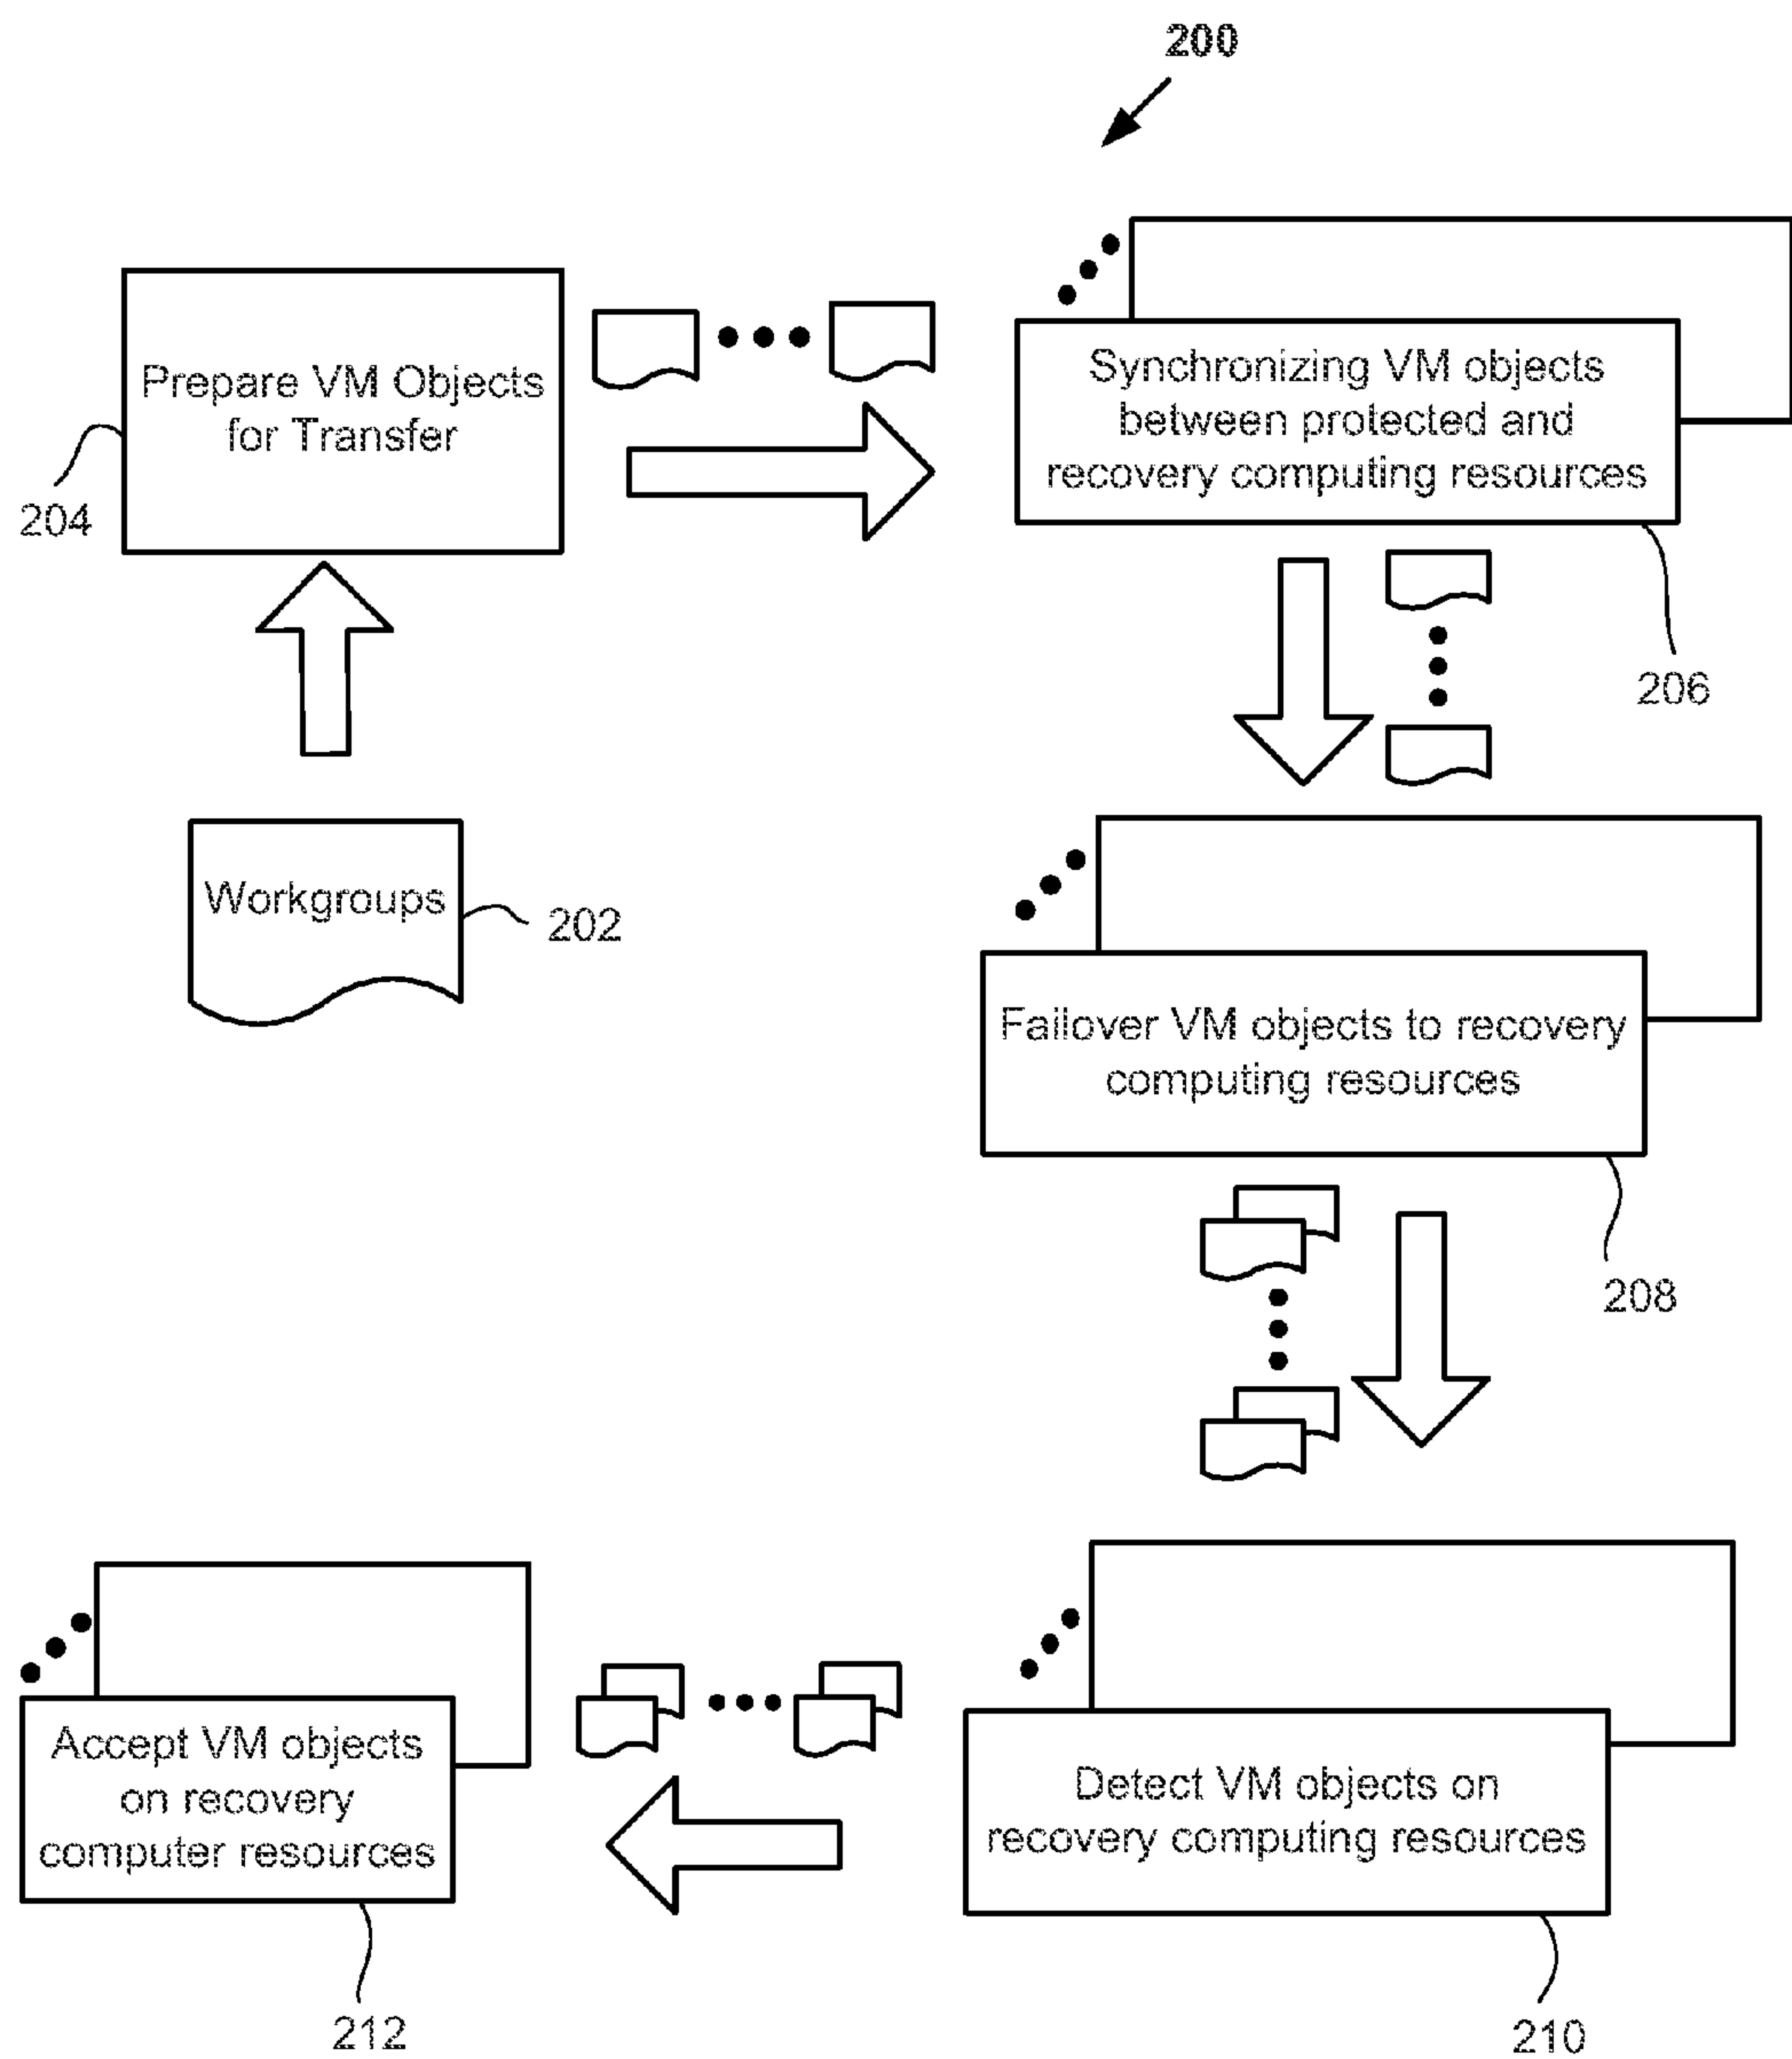 200
Prepare VM Objects
for Transfer
204
Synchronizing VM objects
between protected and
recovery computing resources
206
Workgroups
202
Failover VM objects to recovery
computing resources
208
Detect VM objects on
recovery computing resources
210
Accept VM objects
on recovery
computer resources
212